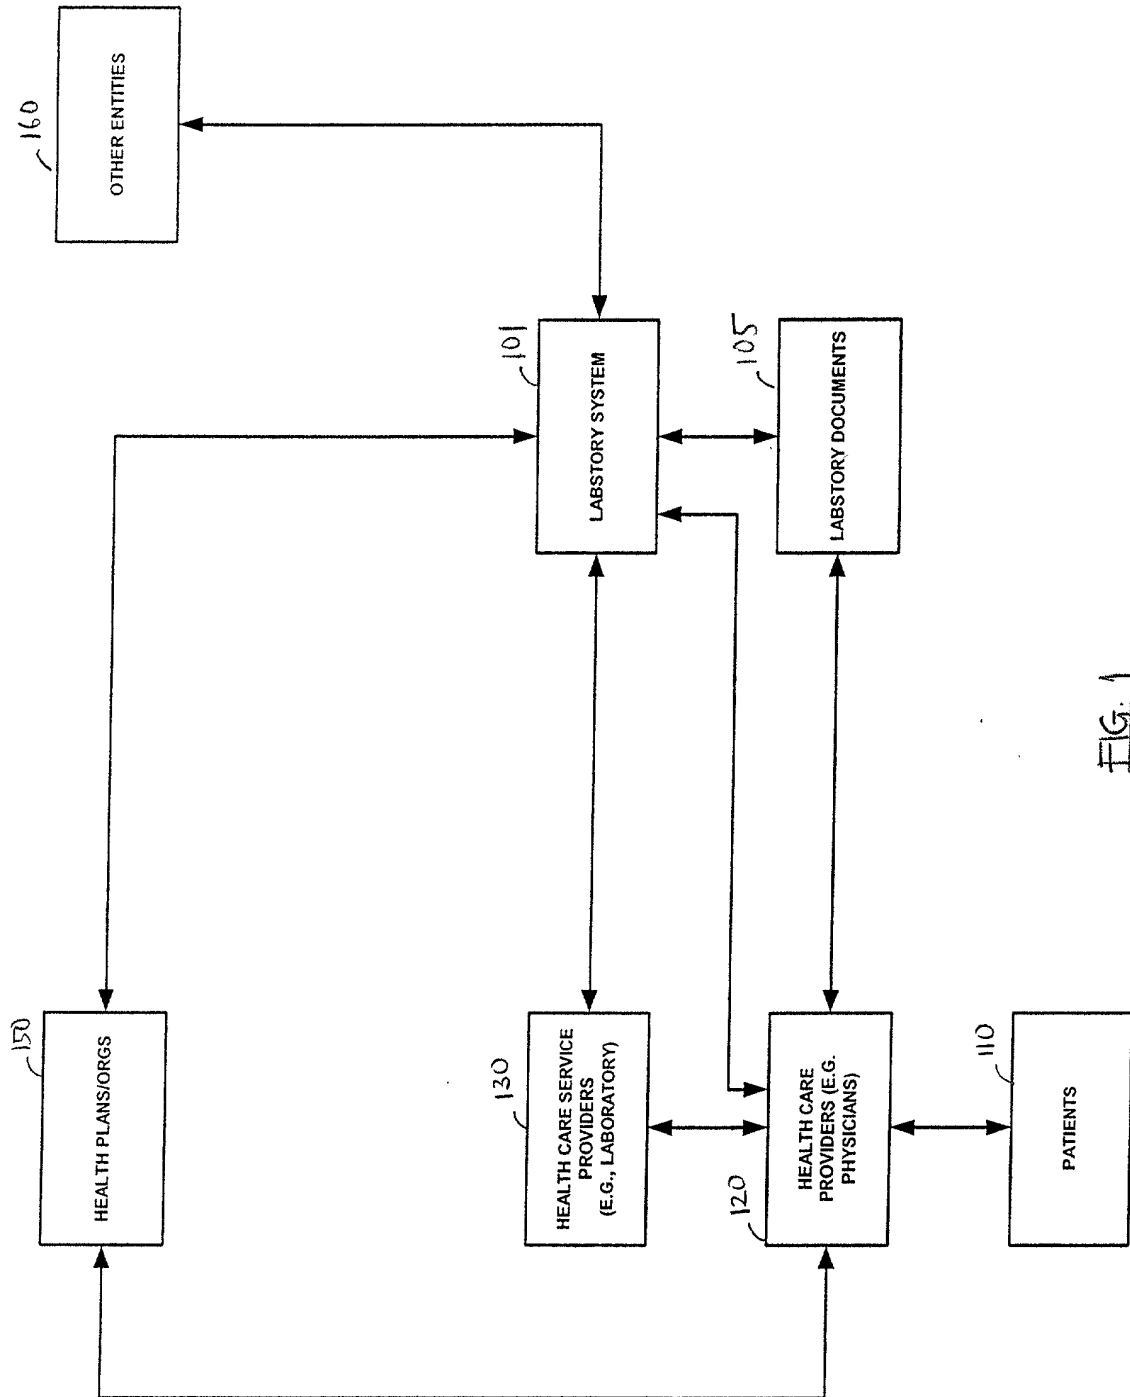 160
OTHER ENTITIES
150
HEALTH PLANS/ORGS
101
LABSTORY SYSTEM
130
HEALTH CARE SERVICE
PROVIDERS
(E.G., LABORATORY)
105
LABSTORY DOCUMENTS
120
HEALTH CARE
PROVIDERS (E.G.
PHYSICIANS)
110
PATIENTS
FIG. 1